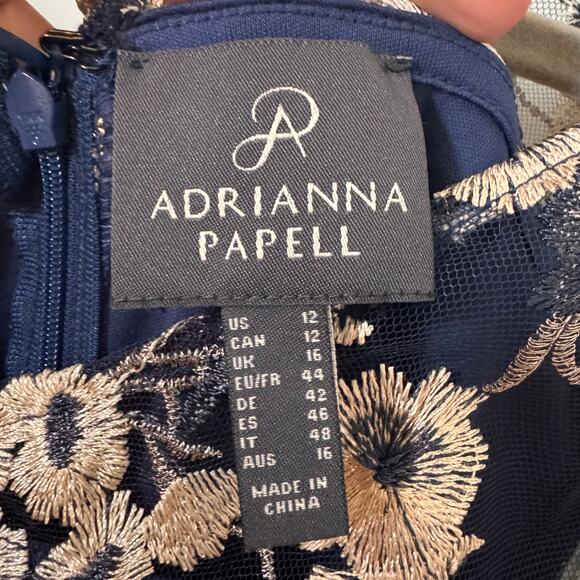 ADRIANNA
PAPELL
US 12
CAN 12
UK 16
EU/FR 44
DE 42
ES 46
IT 48
AUS 16
MADE IN
CHINA